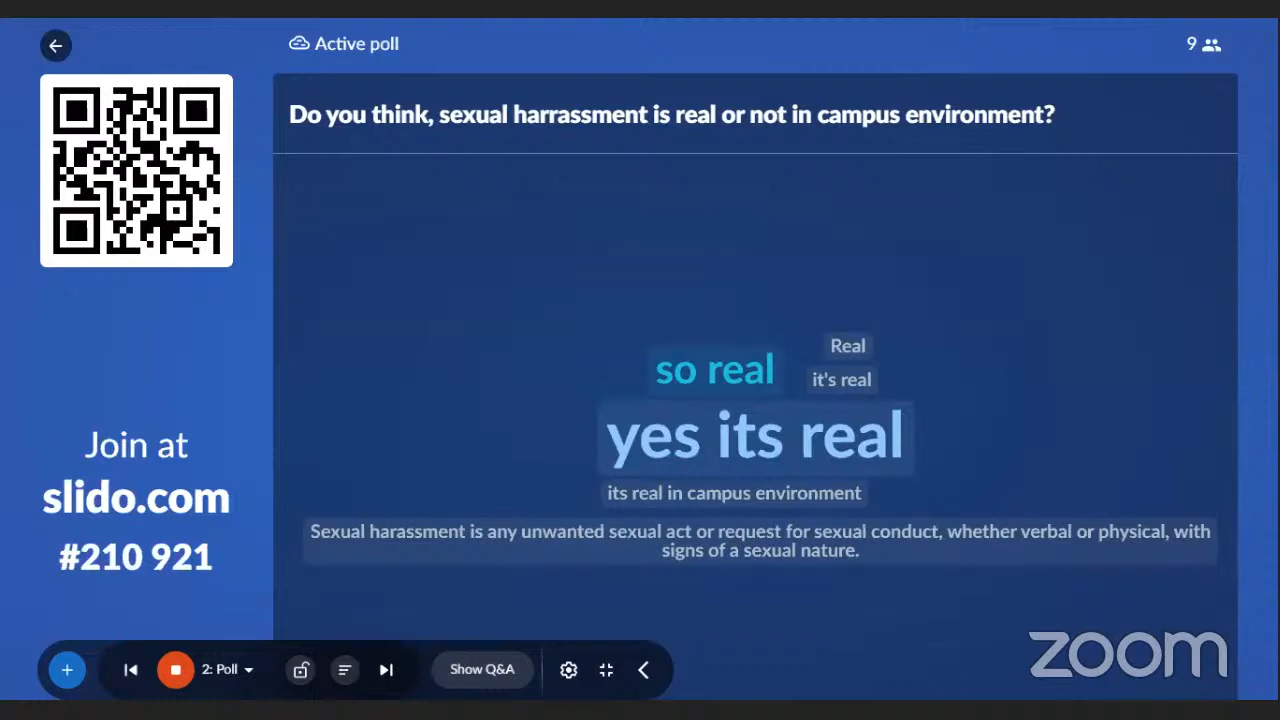 Active poll
9
Do you think, sexual harrassment is real or not in campus environment?
Real
so real
it's real
yes its real
its real in campus environment
Sexual harassment is any unwanted sexual act or request for sexual conduct, whether verbal or physical, with
signs of a sexual nature.
Join at
slido.com
#210 921
2: Poll
Show Q&A
zoom